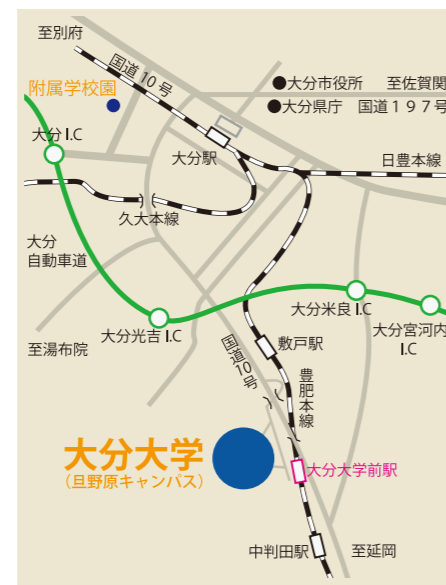 至別府
国道10号
●大分市役所　至佐賀関
附属学校園
●大分県庁　国道１９７号
大分 I.C
大分駅
日豊本線
久大本線
大分
自動車道
大分米良 I.C
大分光吉 I.C
大分宮河内
I.C
至湯布院
国道10号
敷戸駅
豊肥本線
大分大学
（旦野原キャンパス）
大分大学前駅
中判田駅
至延岡